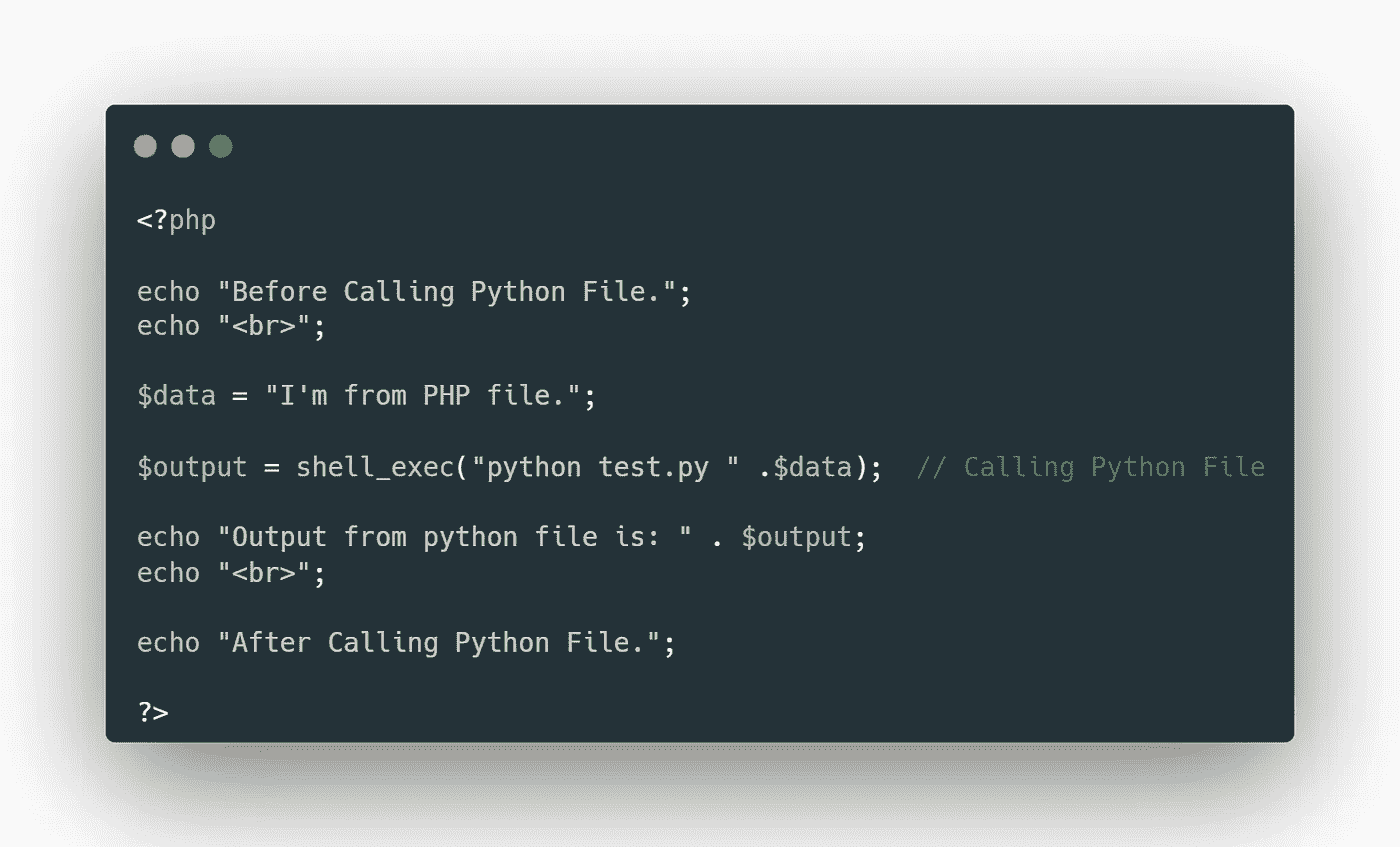 <?php
echo "Before Calling Python File.";
echo "<br>";
$data = "I'm from PHP file.";
$output = shell_exec("python test.py " .$data);  // Calling Python File
echo "Output from python file is: " . $output;
echo "<br>";
echo "After Calling Python File.";
?>